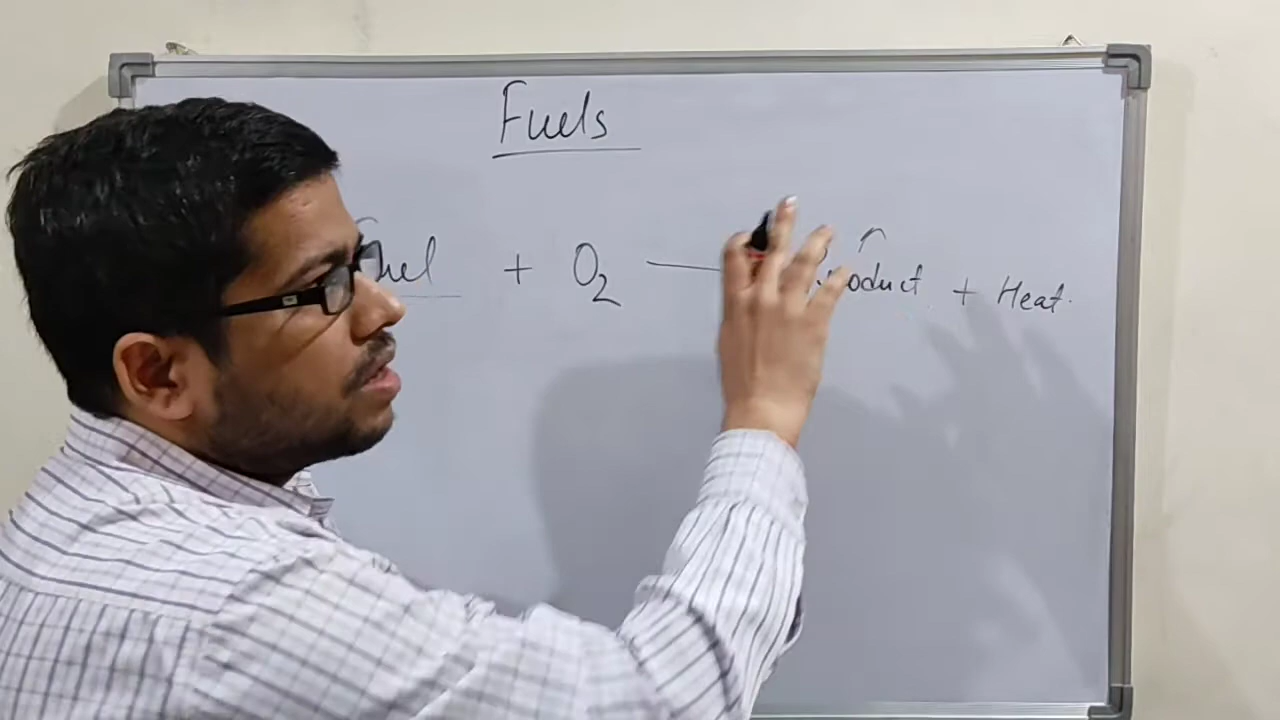 Fuels
Fuel + O2 → Product + Heat.